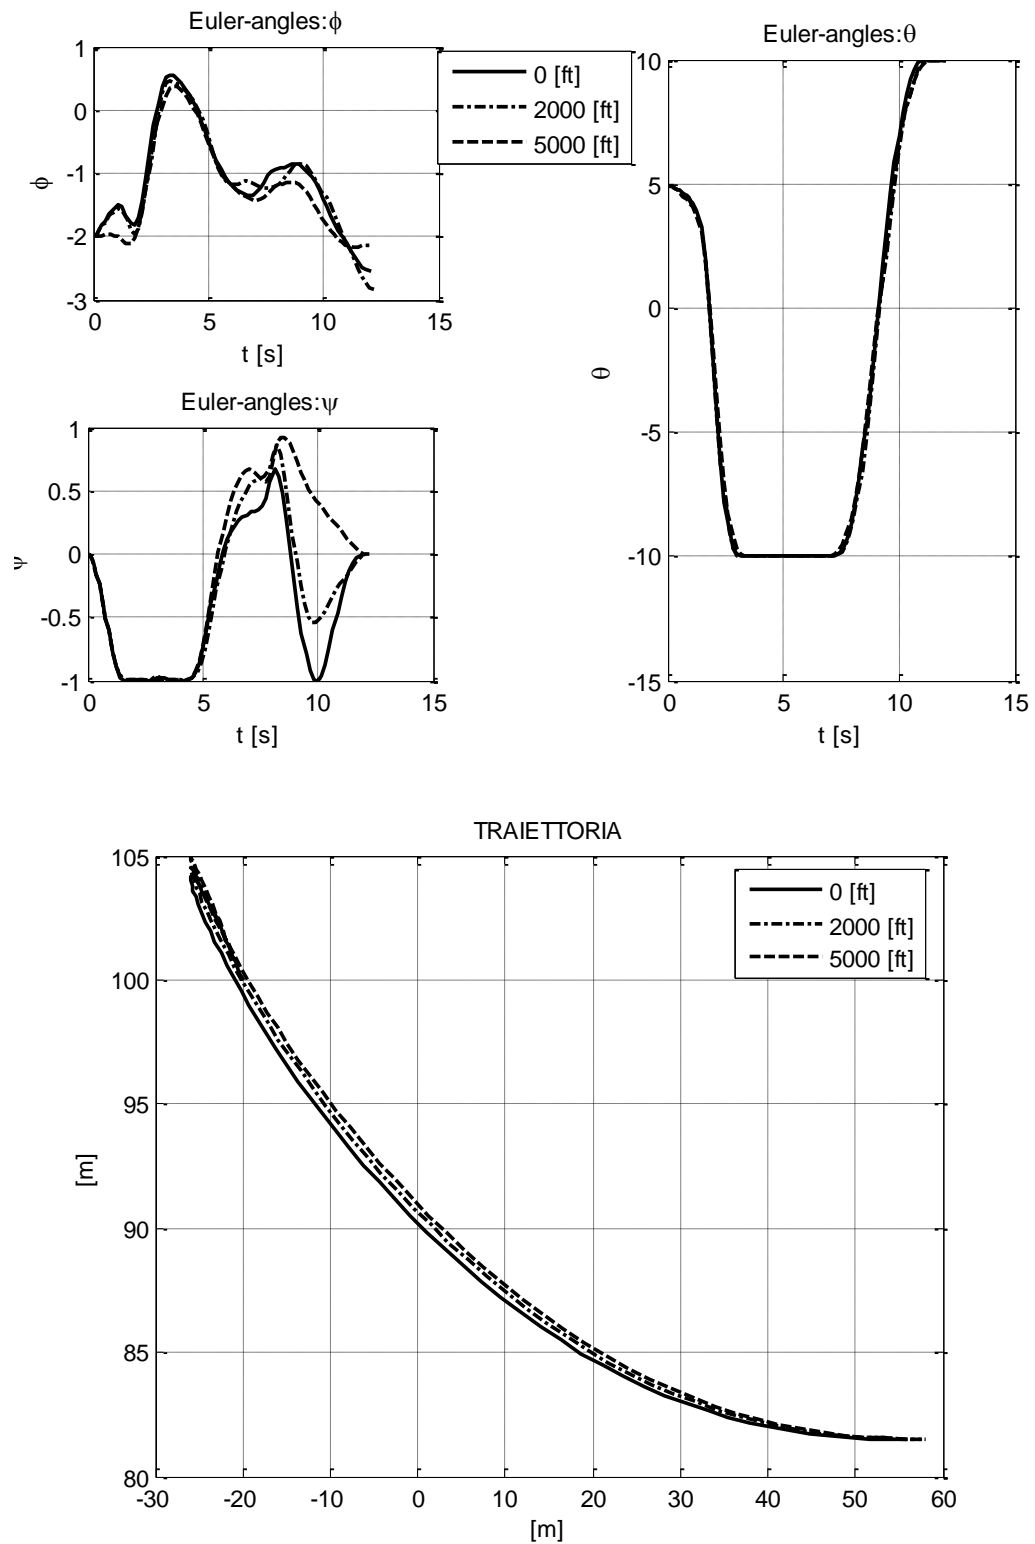 Euler-angles:ϕ
1
0
-1
-2
-3
ϕ
0
5
10
15
t [s]
0 [ft]
2000 [ft]
5000 [ft]
Euler-angles:θ
10
5
0
-5
-10
-15
θ
0
5
10
15
t [s]
Euler-angles:ψ
1
0.5
0
-0.5
-1
ψ
0
5
10
15
t [s]
TRAIETTORIA
105
100
95
90
85
80
[m]
-30
-20
-10
0
10
20
30
40
50
60
[m]
0 [ft]
2000 [ft]
5000 [ft]